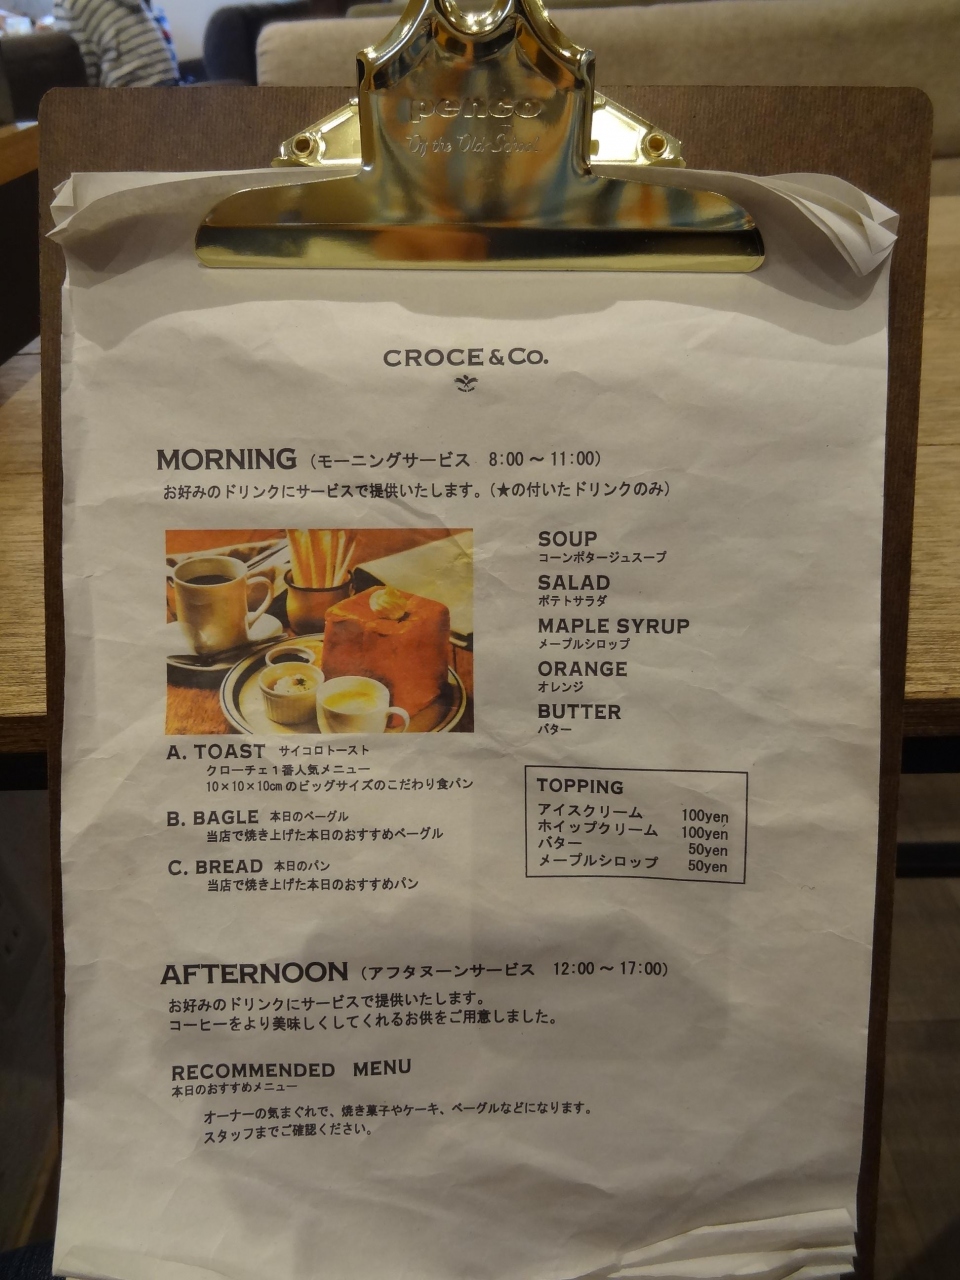 penco
Of the Old School
CROCE & Co.
MORNING (モーニングサービス 8:00 ～ 11:00)
お好みのドリンクにサービスで提供いたします。(★の付いたドリンクのみ)
SOUP
コーンポタージュスープ
SALAD
ポテトサラダ
MAPLE SYRUP
メープルシロップ
ORANGE
オレンジ
BUTTER
バター
A. TOAST サイコロトースト
クローチェ1番人気メニュー
10×10×10cmのビッグサイズのこだわり食パン
B. BAGLE 本日のベーグル
当店で焼き上げた本日のおすすめベーグル
C. BREAD 本日のパン
当店で焼き上げた本日のおすすめパン
TOPPING
アイスクリーム 100yen
ホイップクリーム 100yen
バター 50yen
メープルシロップ 50yen
AFTERNOON (アフタヌーンサービス 12:00 ～ 17:00)
お好みのドリンクにサービスで提供いたします。
コーヒーをより美味しくしてくれるお供をご用意しました。
RECOMMENDED MENU
本日のおすすめメニュー
オーナーの気まぐれで、焼き菓子やケーキ、ベーグルなどになります。
スタッフまでご確認ください。